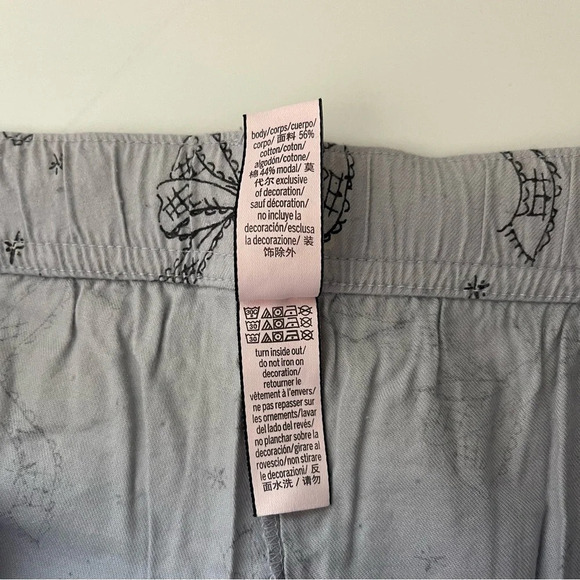 body/corps/cuerpo/
corpo/ 面料 56%
cotton/coton/
algodón/cotone/
棉 44% modal/ 莫
代尔 exclusive
of decoration/
sauf décoration/
no incluye la
decoración/esclusa
la decorazione/ 装
饰除外
turn inside out/
do not iron on
decoration/
retourner le
vêtement à l'envers/
ne pas repasser sur
les ornements/lavar
del lado del revés/
no planchar sobre la
decoración/girare al
rovescio/non stirare
le decorazioni/ 反
面水洗 / 请勿